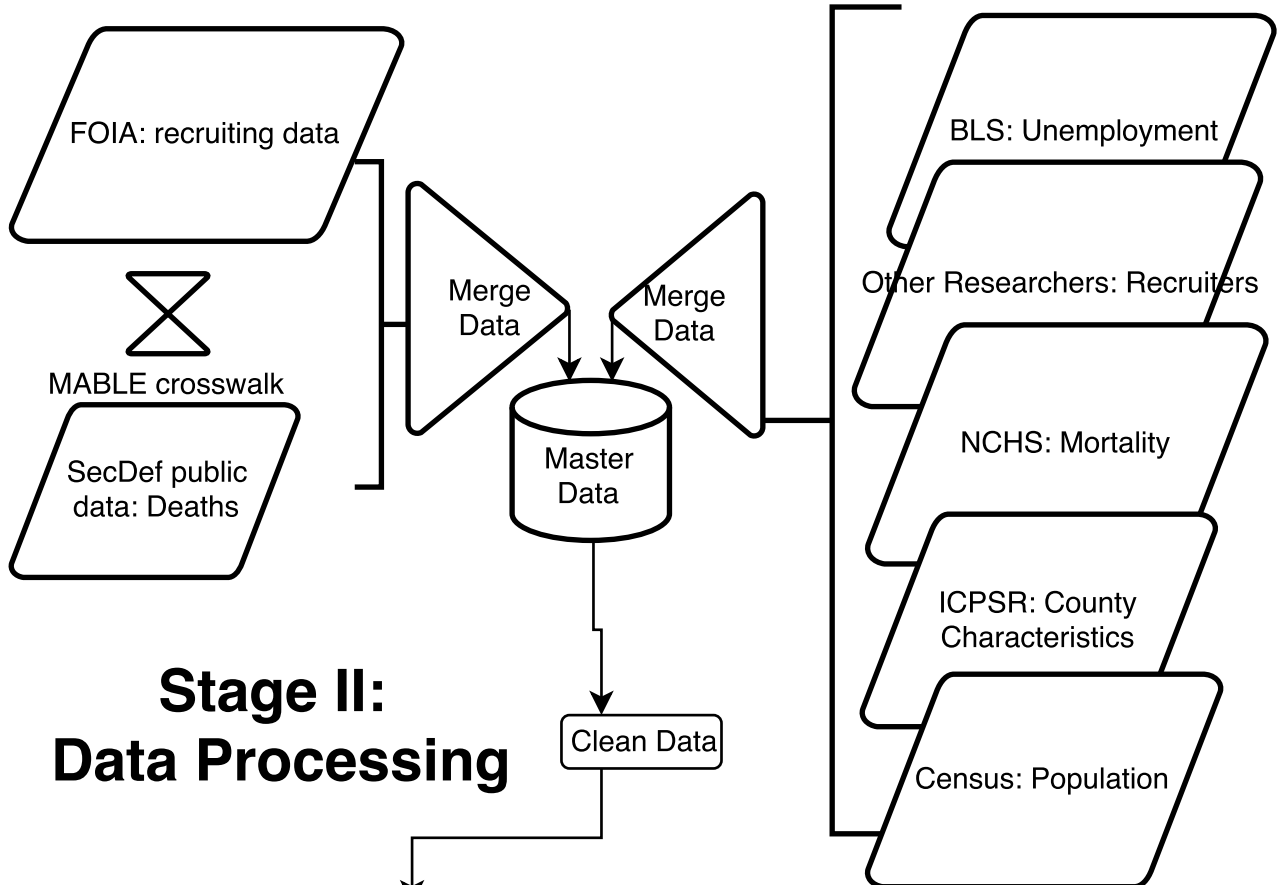 FOIA: recruiting data
MABLE crosswalk
SecDef public
data: Deaths
Merge
Data
Merge
Data
Master
Data
BLS: Unemployment
Other Researchers: Recruiters
NCHS: Mortality
ICPSR: County
Characteristics
Census: Population
Stage II:
Data Processing
Clean Data